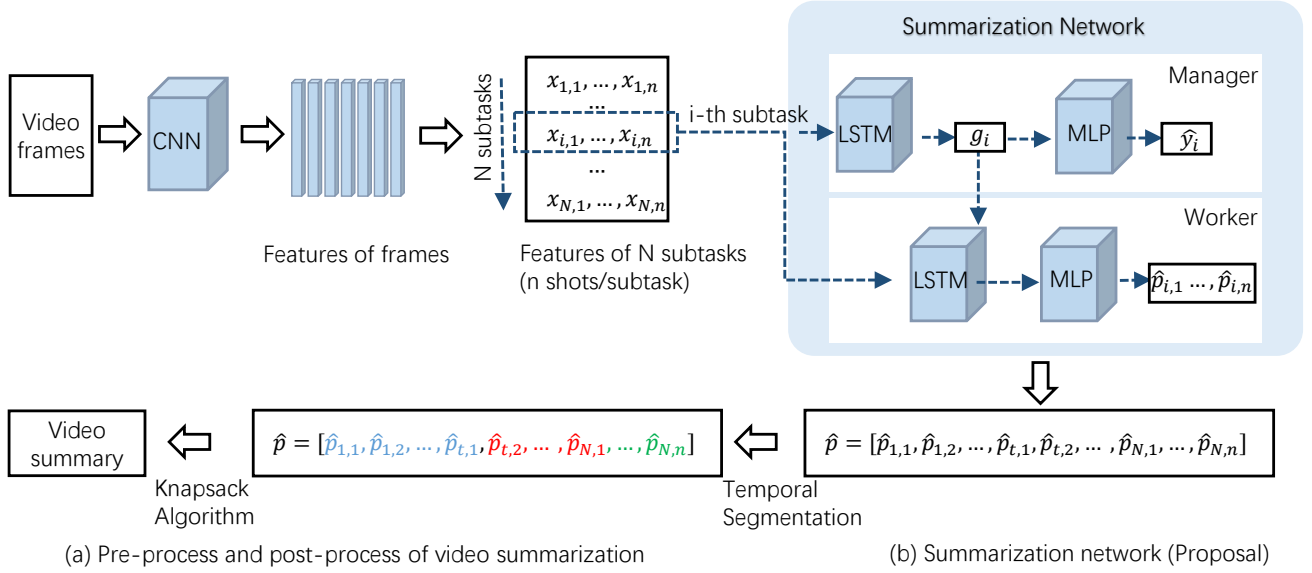 Summarization Network
Manager
Video
frames
CNN
N subtasks
x_{1,1}, … , x_{1,n}
…
x_{i,1}, … , x_{i,n}
…
x_{N,1}, … , x_{N,n}
i-th subtask
LSTM
g_i
MLP
ŷ_i
Worker
LSTM
MLP
p̂_{i,1} … , p̂_{i,n}
Features of frames
Features of N subtasks
(n shots/subtask)
Video
summary
p̂ = [p̂_{1,1}, p̂_{1,2}, … , p̂_{t,1}, p̂_{t,2}, … , p̂_{N,1}, … , p̂_{N,n}]
p̂ = [p̂_{1,1}, p̂_{1,2}, … , p̂_{t,1}, p̂_{t,2}, … , p̂_{N,1}, … , p̂_{N,n}]
Knapsack
Algorithm
Temporal
Segmentation
(a) Pre-process and post-process of video summarization
(b) Summarization network (Proposal)